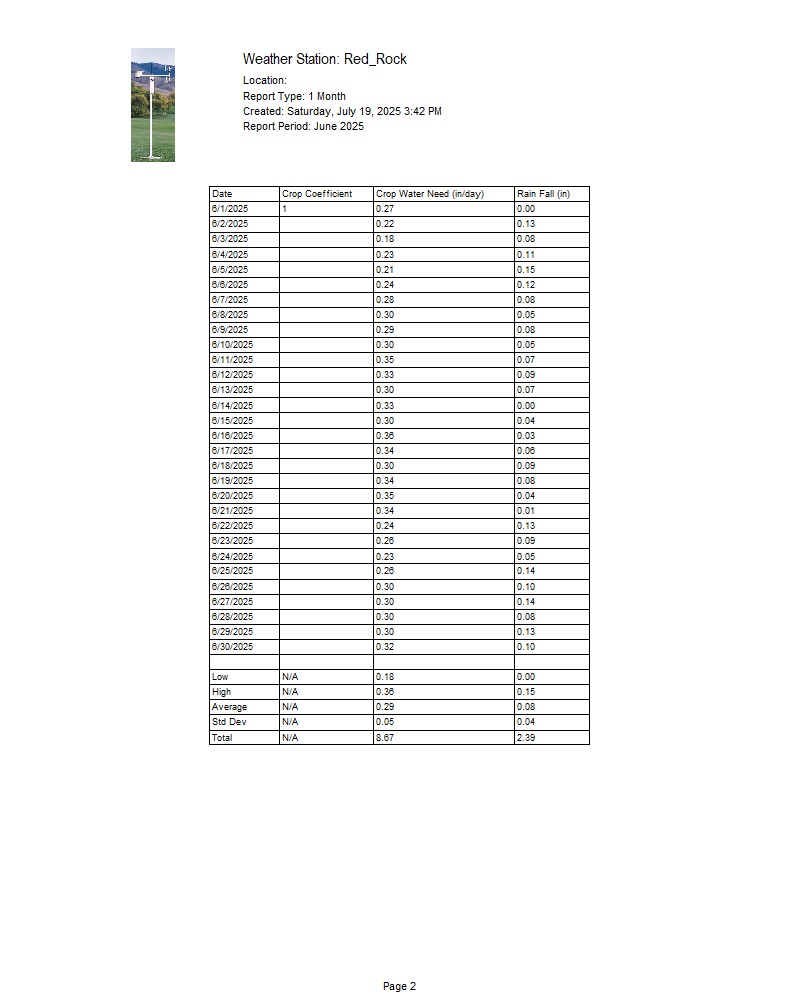 Weather Station: Red_Rock
Location:
Report Type: 1 Month
Created: Saturday, July 19, 2025 3:42 PM
Report Period: June 2025
Date Crop Coefficient Crop Water Need (in/day) Rain Fall (in)
6/1/2025 1 0.27 0.00
6/2/2025 0.22 0.13
6/3/2025 0.18 0.08
6/4/2025 0.23 0.11
6/5/2025 0.21 0.15
6/6/2025 0.24 0.12
6/7/2025 0.28 0.08
6/8/2025 0.30 0.05
6/9/2025 0.29 0.08
6/10/2025 0.30 0.05
6/11/2025 0.35 0.07
6/12/2025 0.33 0.09
6/13/2025 0.30 0.07
6/14/2025 0.33 0.00
6/15/2025 0.30 0.04
6/16/2025 0.36 0.03
6/17/2025 0.34 0.06
6/18/2025 0.30 0.09
6/19/2025 0.34 0.08
6/20/2025 0.35 0.04
6/21/2025 0.34 0.01
6/22/2025 0.24 0.13
6/23/2025 0.26 0.09
6/24/2025 0.23 0.05
6/25/2025 0.26 0.14
6/26/2025 0.30 0.10
6/27/2025 0.30 0.14
6/28/2025 0.30 0.08
6/29/2025 0.30 0.13
6/30/2025 0.32 0.10
Low N/A 0.18 0.00
High N/A 0.36 0.15
Average N/A 0.29 0.08
Std Dev N/A 0.05 0.04
Total N/A 8.67 2.39
Page 2